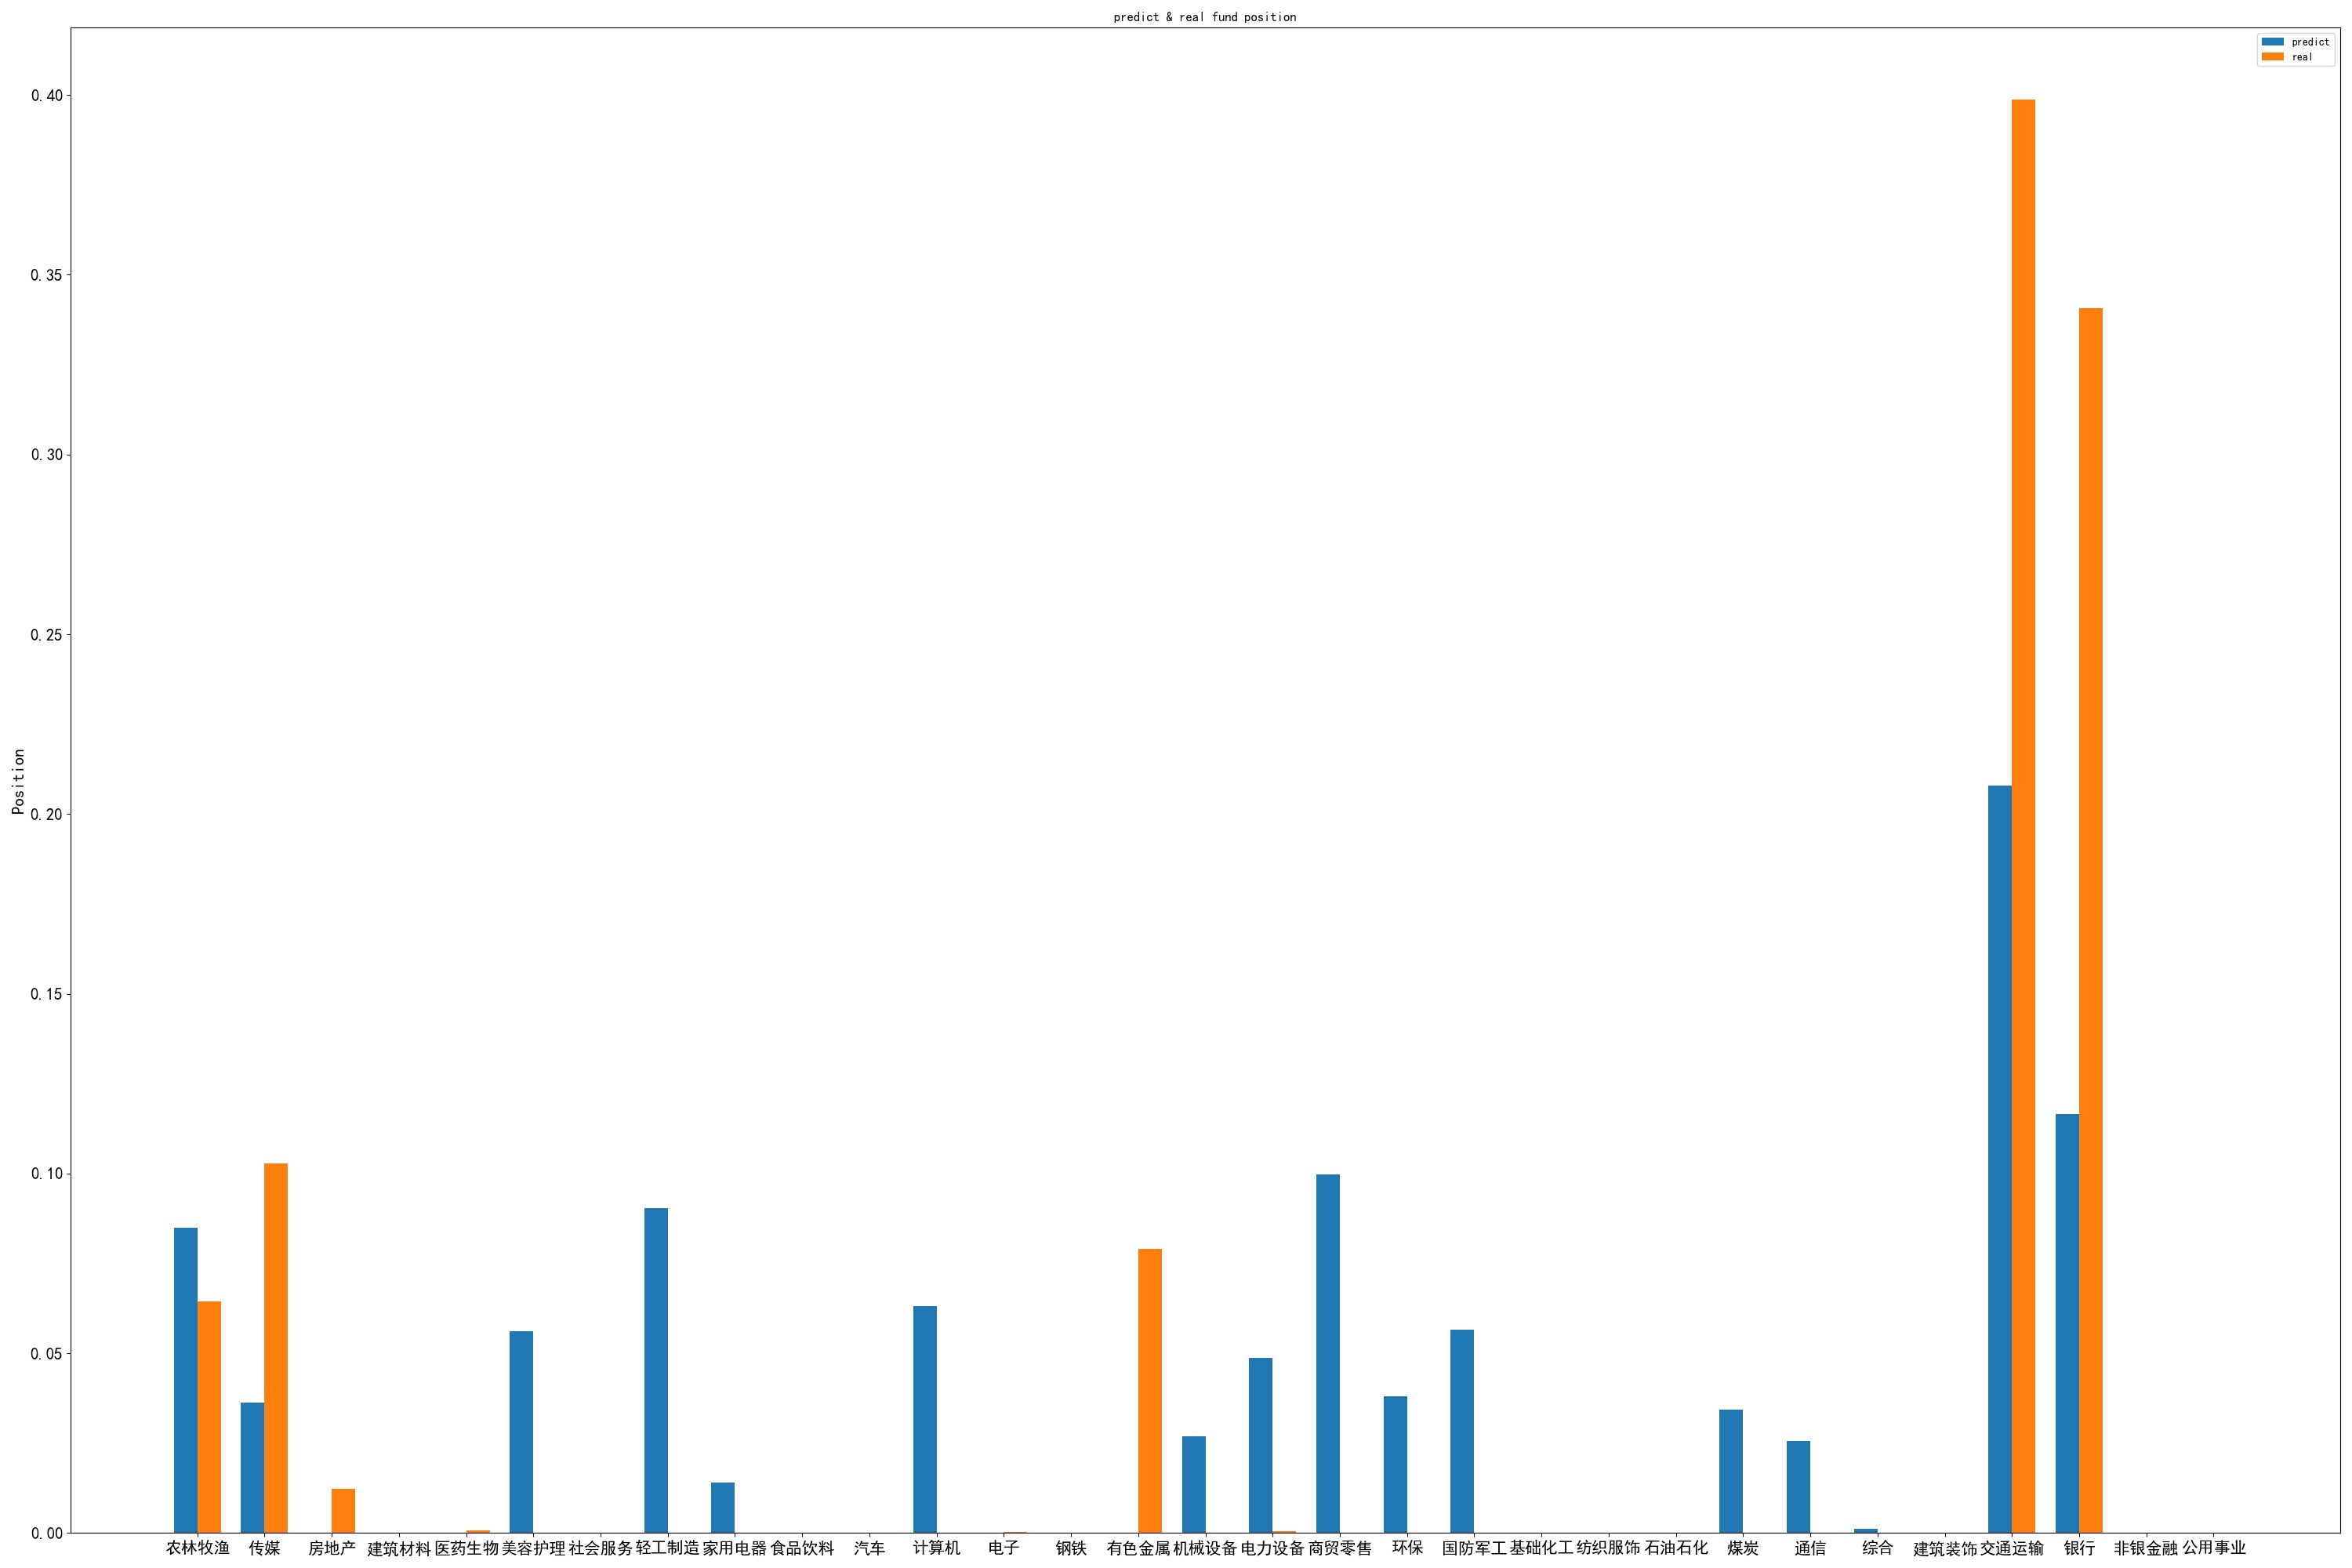 predict & real fund position
predict
real
Position
0.40
0.35
0.30
0.25
0.20
0.15
0.10
0.05
0.00
农林牧渔 传媒 房地产 建筑材料 医药生物 美容护理 社会服务 轻工制造 家用电器 食品饮料 汽车 计算机 电子 钢铁 有色金属 机械设备 电力设备 商贸零售 环保 国防军工 基础化工 纺织服饰 石油石化 煤炭 通信 综合 建筑装饰 交通运输 银行 非银金融 公用事业